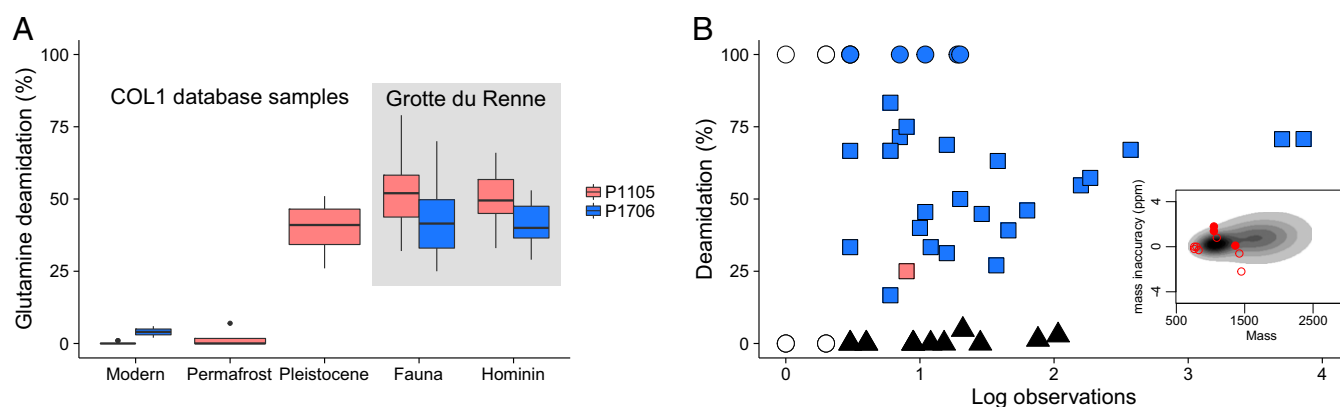 A
Glutamine deamidation (%)
100
75
50
25
0
COL1 database samples
Grotte du Renne
Modern Permafrost Pleistocene Fauna Hominin
P1105
P1706
B
Deamidation (%)
100
75
50
25
0
0 1 2 3 4
Log observations
mass inaccuracy (ppm)
4
0
-4
500 1500 2500
Mass